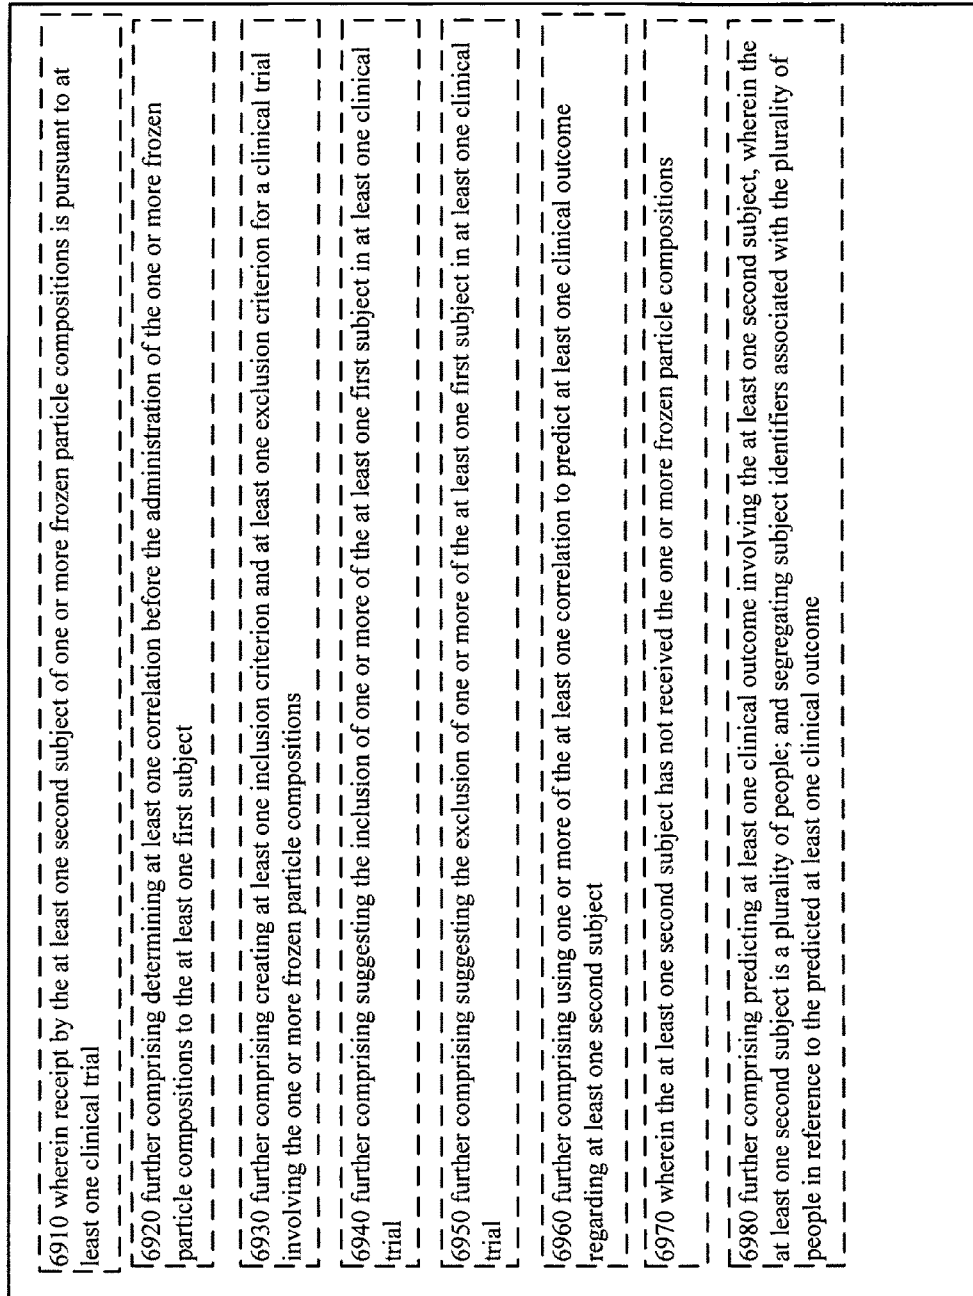 6910 wherein receipt by the at least one second subject of one or more frozen particle compositions is pursuant to at
least one clinical trial
6920 further comprising determining at least one correlation before the administration of the one or more frozen
particle compositions to the at least one first subject
6930 further comprising creating at least one inclusion criterion and at least one exclusion criterion for a clinical trial
involving the one or more frozen particle compositions
6940 further comprising suggesting the inclusion of one or more of the at least one first subject in at least one clinical
trial
6950 further comprising suggesting the exclusion of one or more of the at least one first subject in at least one clinical
trial
6960 further comprising using one or more of the at least one correlation to predict at least one clinical outcome
regarding at least one second subject
6970 wherein the at least one second subject has not received the one or more frozen particle compositions
6980 further comprising predicting at least one clinical outcome involving the at least one second subject, wherein the
at least one second subject is a plurality of people; and segregating subject identifiers associated with the plurality of
people in reference to the predicted at least one clinical outcome